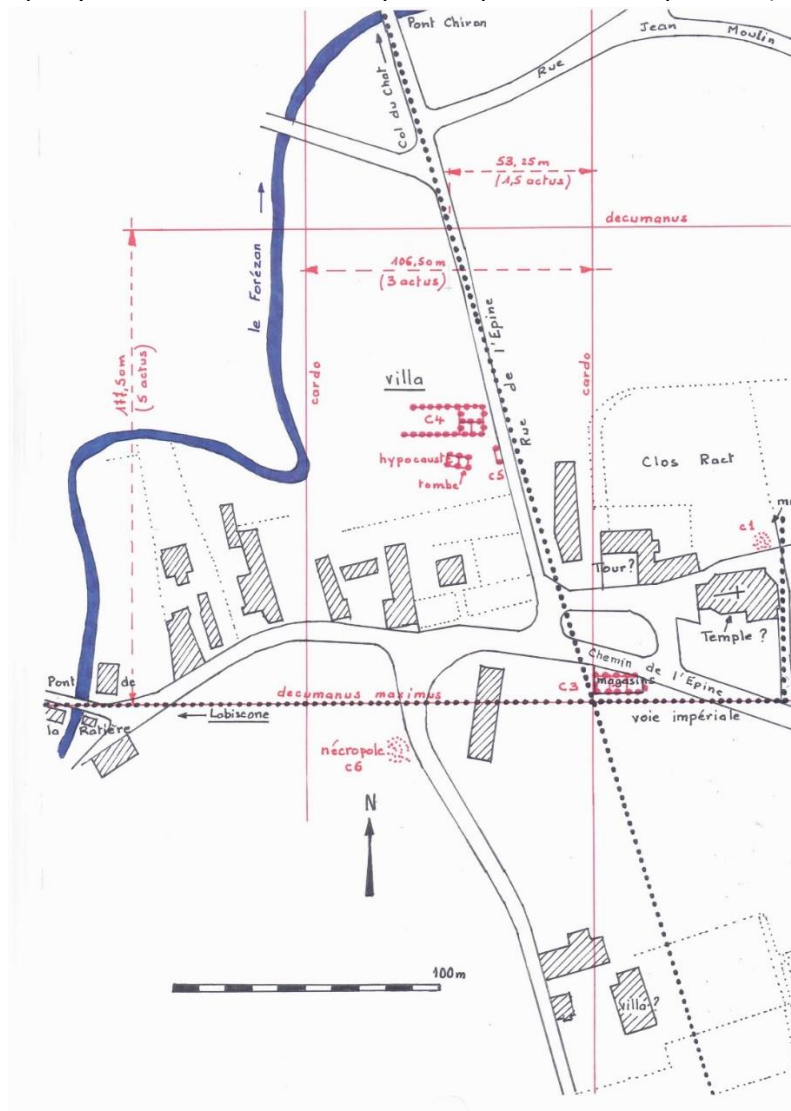 Pont Chiron
Rue Jean Moulin
Col du Chat
53,25m
(1,5 actus)
decumanus
le Forézan
106,50m
(3 actus)
177,50m
(5 actus)
cardo
cardo
Rue de l'Epine
villa
C4
hypocauste
tombe
C5
Clos Ract
c1
Tour?
Temple ?
Chemin de l'Epine
C3
magasins
Pont de
la Ratière
decumanus maximus
voie impériale
Labiscone
nécropole
c6
N
100m
villa?